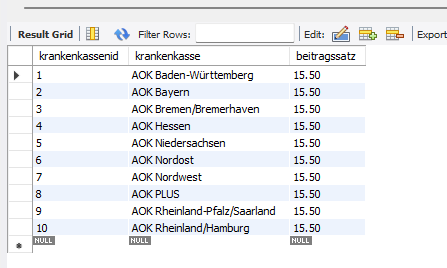 Result Grid Filter Rows: Edit: Export
krankenkassenid krankenkasse beitragssatz
1 AOK Baden-Württemberg 15.50
2 AOK Bayern 15.50
3 AOK Bremen/Bremerhaven 15.50
4 AOK Hessen 15.50
5 AOK Niedersachsen 15.50
6 AOK Nordost 15.50
7 AOK Nordwest 15.50
8 AOK PLUS 15.50
9 AOK Rheinland-Pfalz/Saarland 15.50
10 AOK Rheinland/Hamburg 15.50
NULL NULL NULL